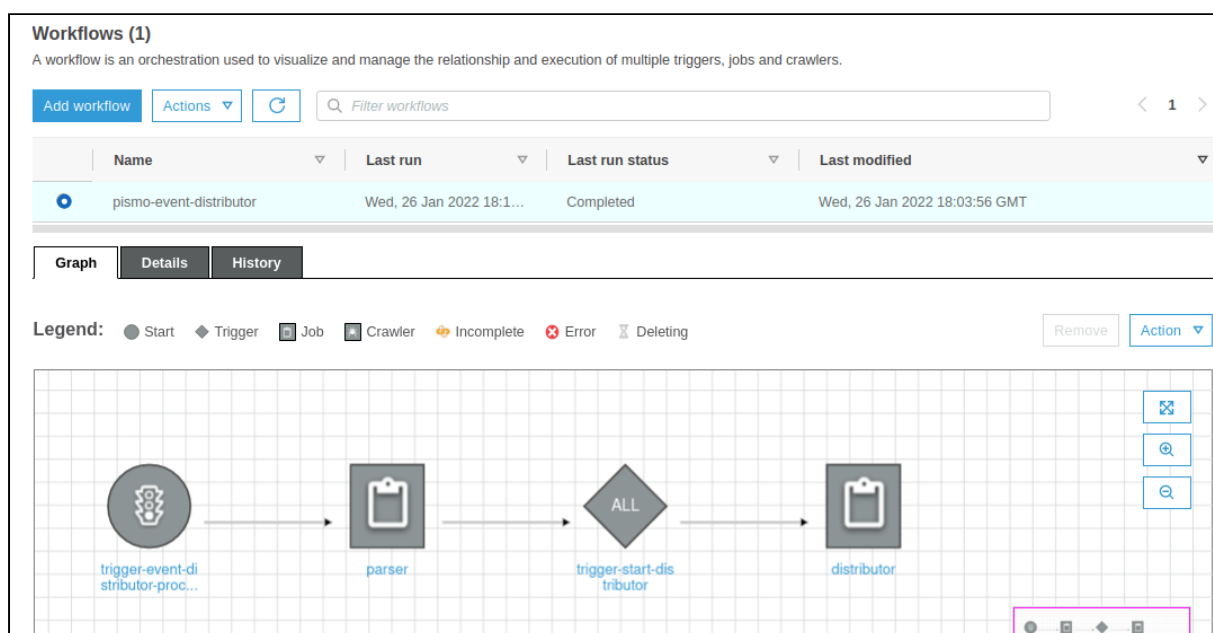 Workflows (1)
A workflow is an orchestration used to visualize and manage the relationship and execution of multiple triggers, jobs and crawlers.
Add workflow Actions Filter workflows 1
Name Last run Last run status Last modified
pismo-event-distributor Wed, 26 Jan 2022 18:1... Completed Wed, 26 Jan 2022 18:03:56 GMT
Graph Details History
Legend: Start Trigger Job Crawler Incomplete Error Deleting Remove Action
ALL
trigger-event-di parser trigger-start-dis distributor
stributor-proc... tributor